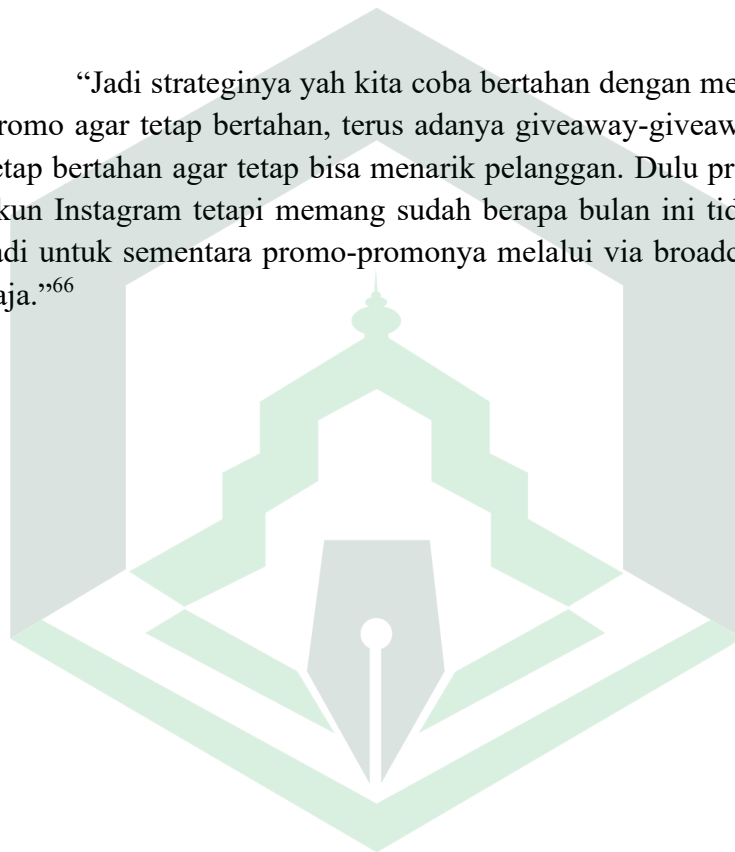 “Jadi strateginya yah kita coba bertahan dengan me
romo agar tetap bertahan, terus adanya giveaway-giveaw
etap bertahan agar tetap bisa menarik pelanggan. Dulu pr
kun Instagram tetapi memang sudah berapa bulan ini tid
adi untuk sementara promo-promonya melalui via broadc
aja.”66